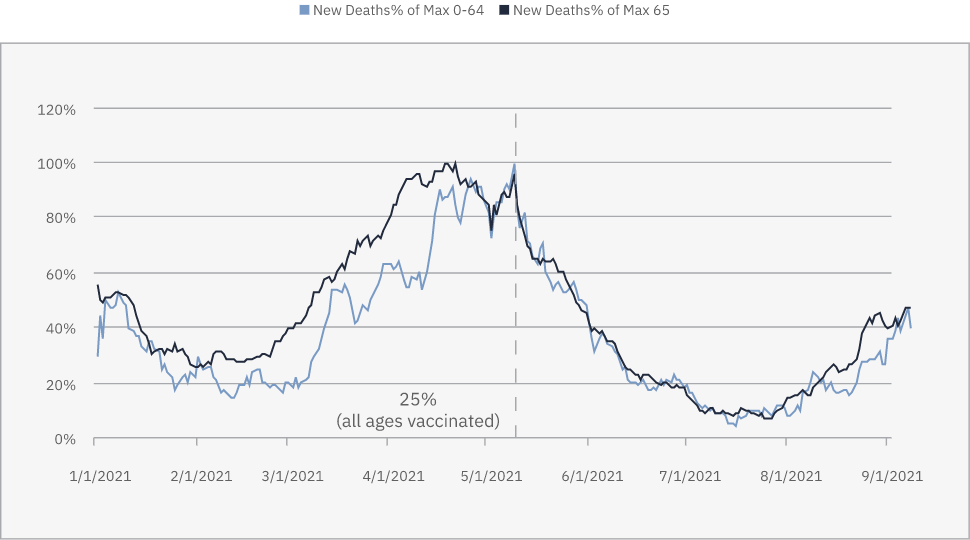 New Deaths% of Max 0-64 New Deaths% of Max 65
120%
100%
80%
60%
40%
20%
0%
25%
(all ages vaccinated)
1/1/2021 2/1/2021 3/1/2021 4/1/2021 5/1/2021 6/1/2021 7/1/2021 8/1/2021 9/1/2021